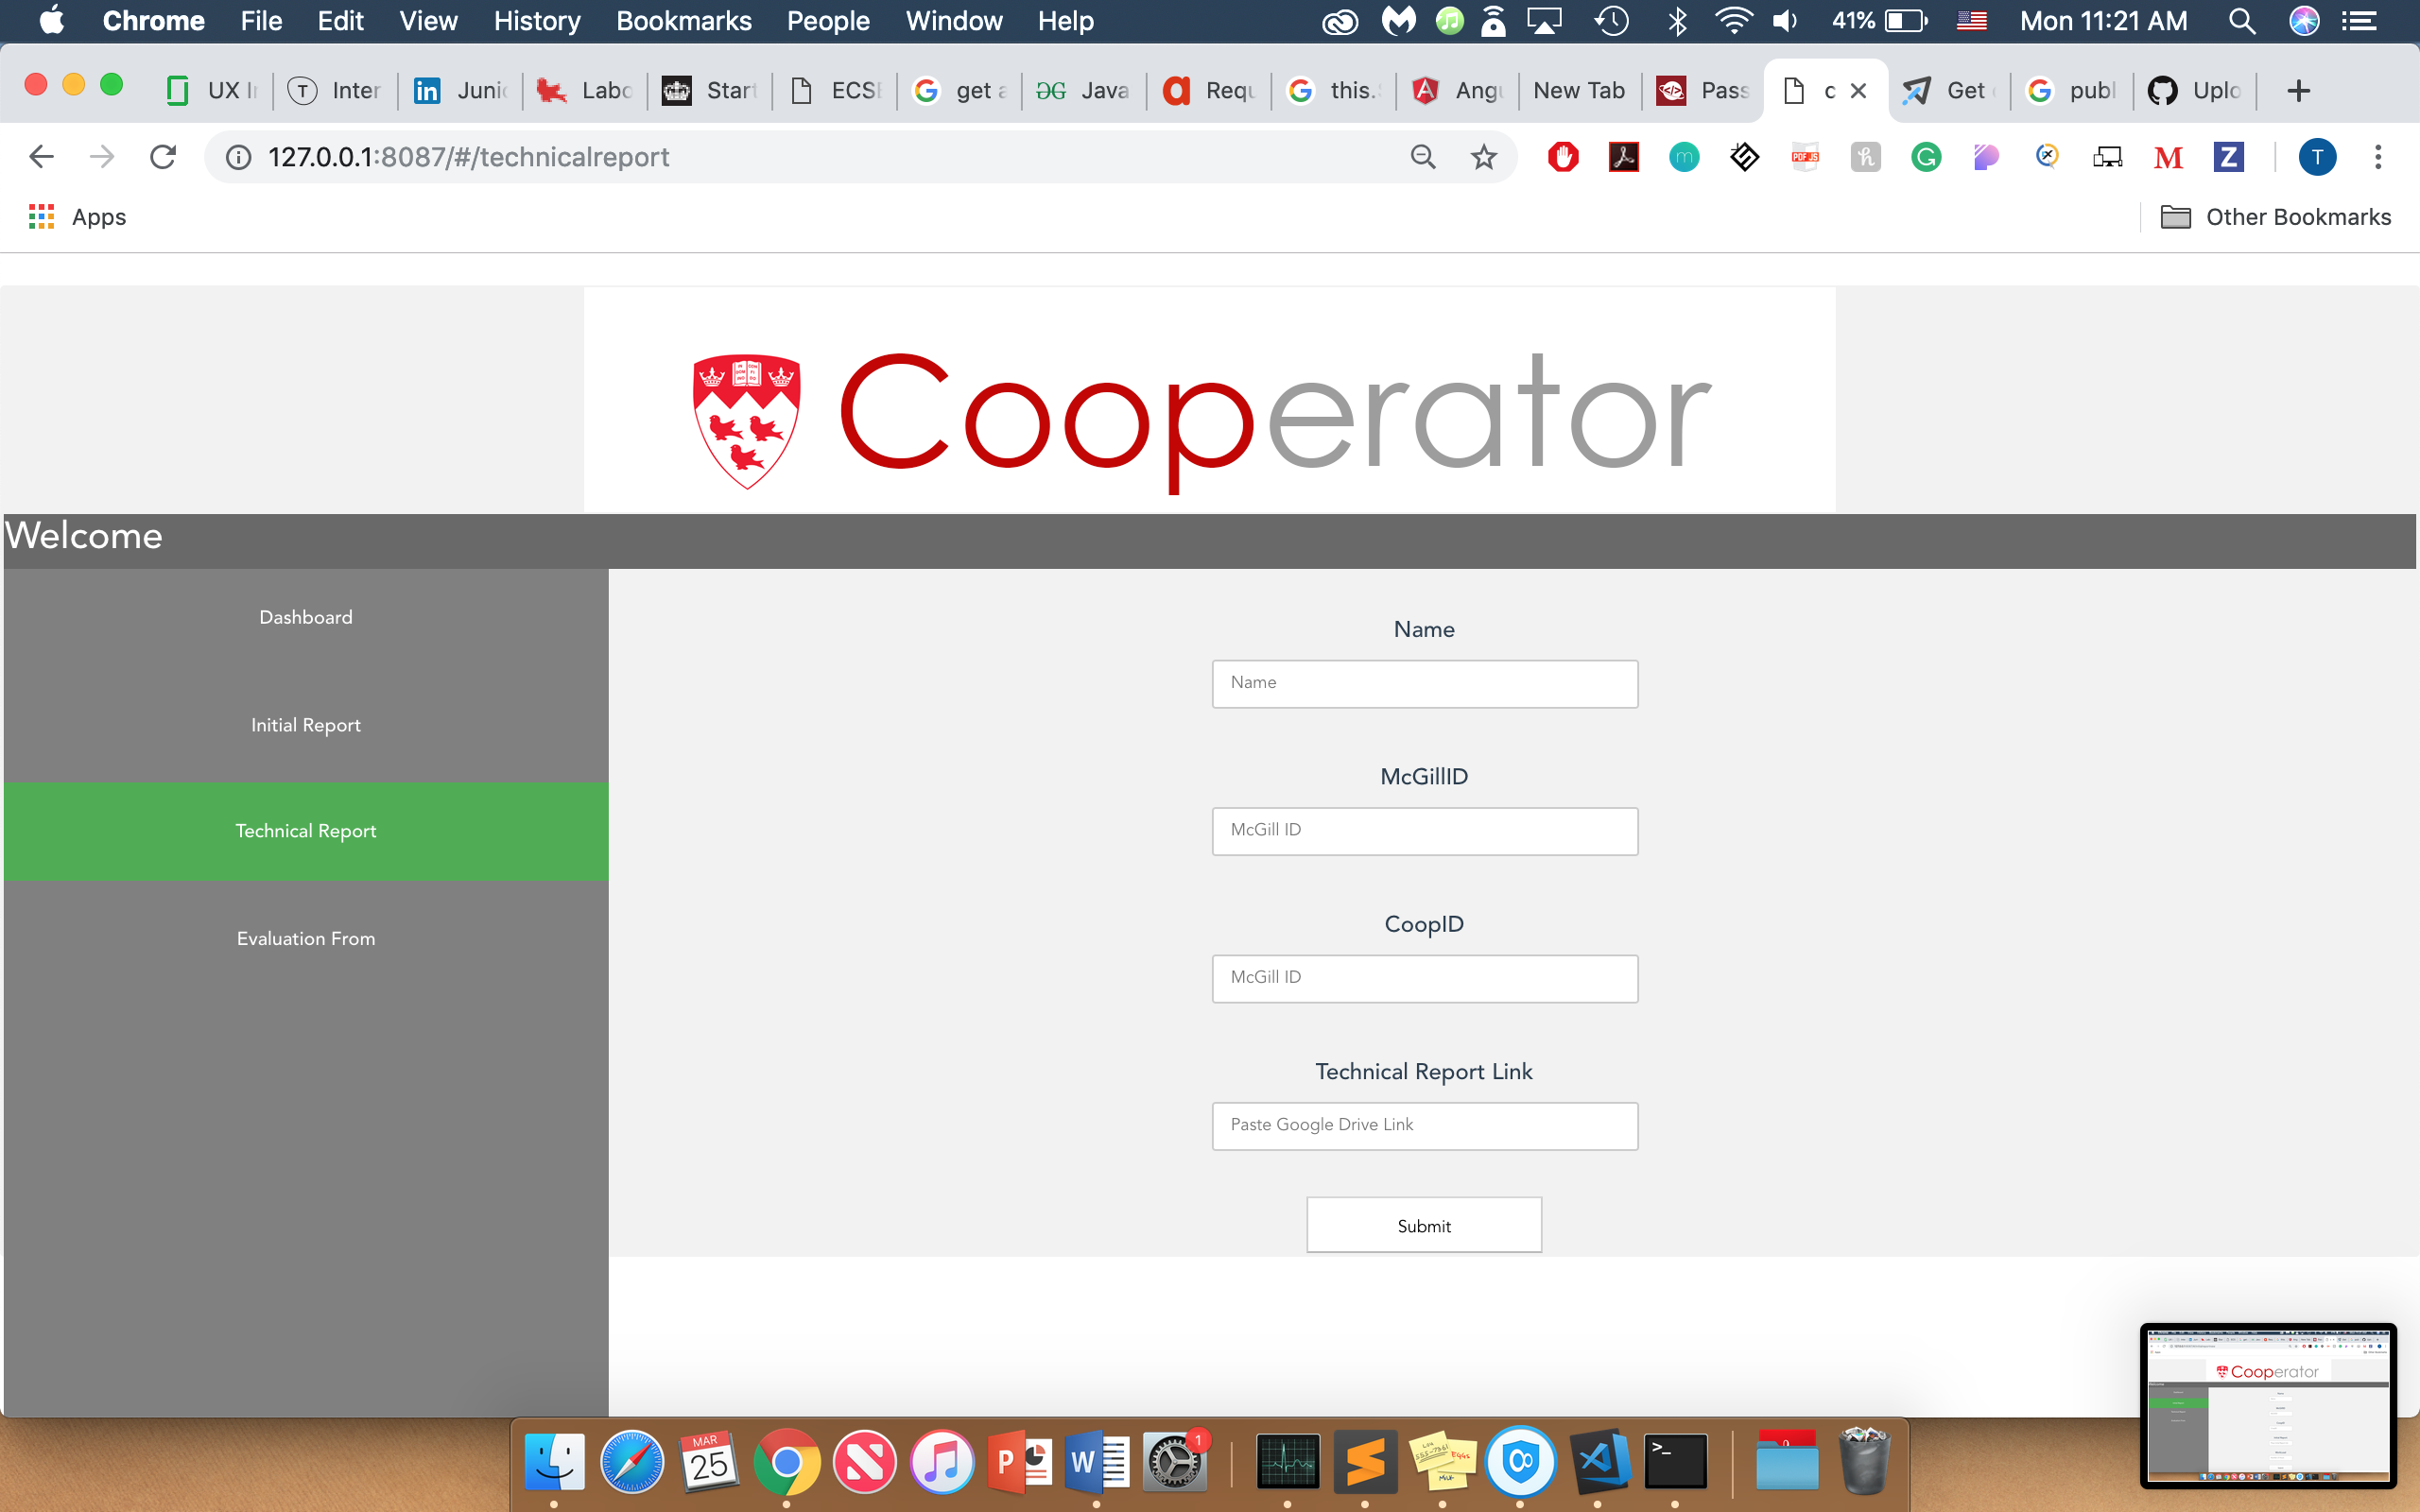 Chrome File Edit View History Bookmarks People Window Help 41% Mon 11:21 AM
UX Inter Juni Labo Start ECSE get a Java Requ this. Angu New Tab Pass c Get publ Uplo
127.0.0.1:8087/#/technicalreport
Apps Other Bookmarks
Cooperator
Welcome
Dashboard
Name
Name
Initial Report
McGillID
McGill ID
Technical Report
CoopID
McGill ID
Evaluation From
Technical Report Link
Paste Google Drive Link
Submit
MAR
25
1
Cooperator